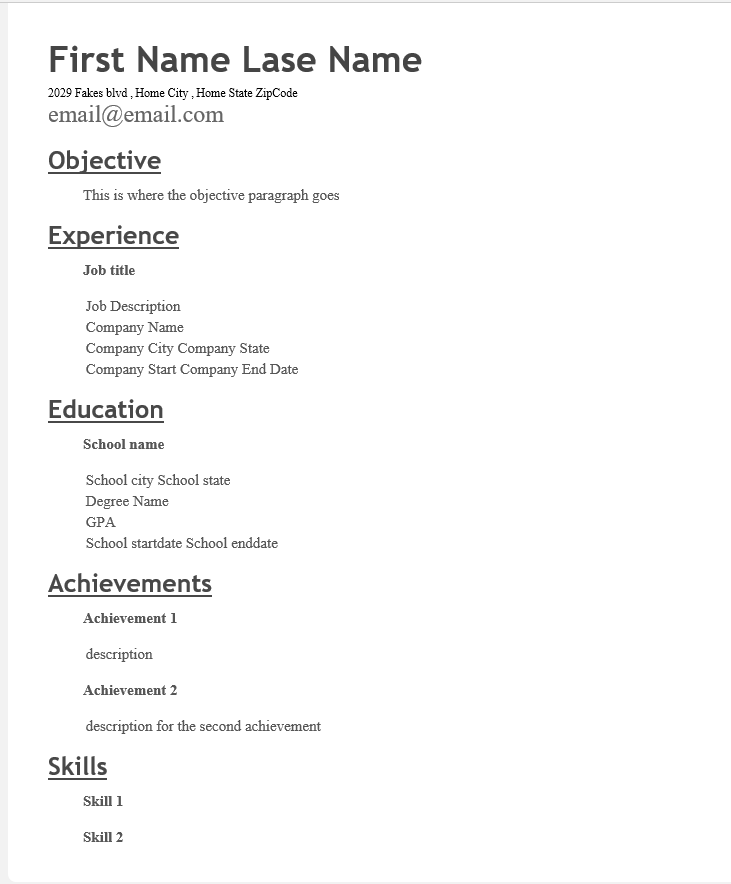 First Name Lase Name
2029 Fakes blvd , Home City , Home State ZipCode
email@email.com
Objective
This is where the objective paragraph goes
Experience
Job title
Job Description
Company Name
Company City Company State
Company Start Company End Date
Education
School name
School city School state
Degree Name
GPA
School startdate School enddate
Achievements
Achievement 1
description
Achievement 2
description for the second achievement
Skills
Skill 1
Skill 2